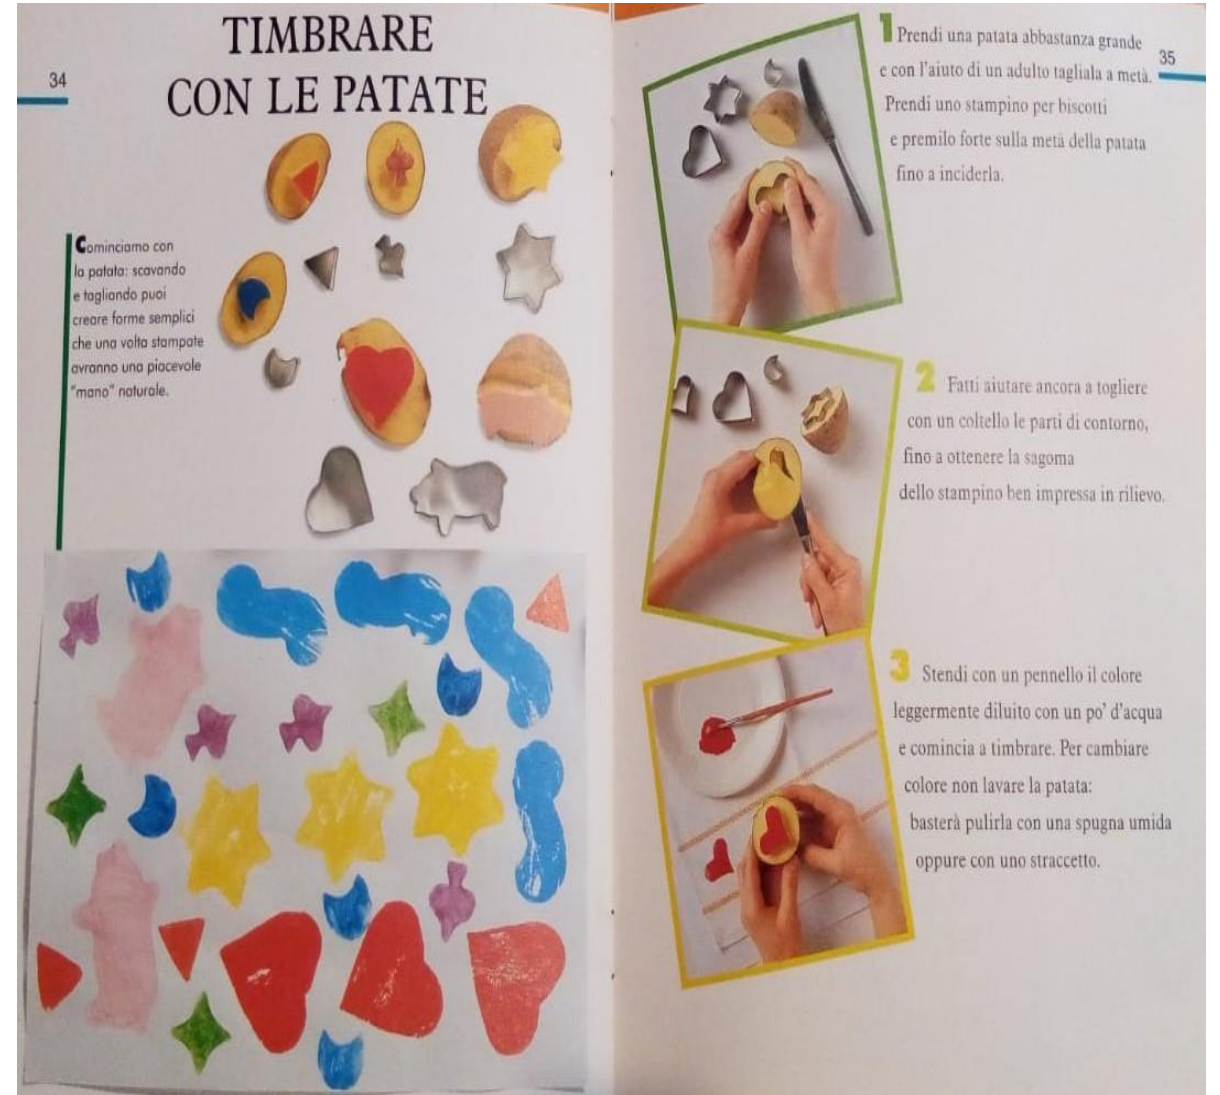 34
TIMBRARE
CON LE PATATE
Cominciamo con
la patata: scavando
e tagliando puoi
creare forme semplici
che una volta stampate
avranno una piacevole
"mano" naturale.
35
1 Prendi una patata abbastanza grande
e con l'aiuto di un adulto tagliala a metà.
Prendi uno stampino per biscotti
e premilo forte sulla metà della patata
fino a inciderla.
2 Fatti aiutare ancora a togliere
con un coltello le parti di contorno,
fino a ottenere la sagoma
dello stampino ben impressa in rilievo.
3 Stendi con un pennello il colore
leggermente diluito con un po' d'acqua
e comincia a timbrare. Per cambiare
colore non lavare la patata:
basterà pulirla con una spugna umida
oppure con uno straccetto.